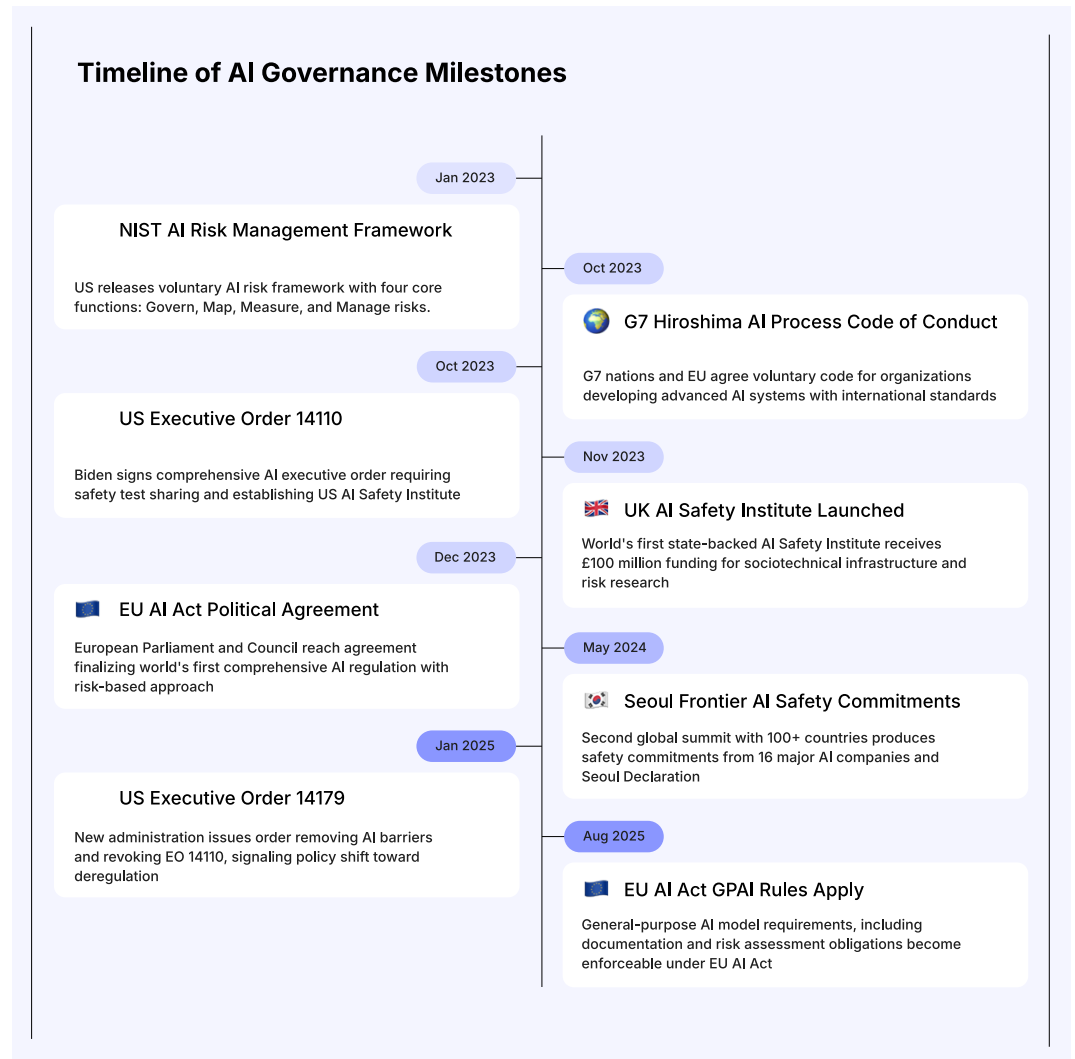 Timeline of AI Governance Milestones
Jan 2023
NIST AI Risk Management Framework
US releases voluntary AI risk framework with four core
functions: Govern, Map, Measure, and Manage risks.
Oct 2023
G7 Hiroshima AI Process Code of Conduct
G7 nations and EU agree voluntary code for organizations
developing advanced AI systems with international standards
Oct 2023
US Executive Order 14110
Biden signs comprehensive AI executive order requiring
safety test sharing and establishing US AI Safety Institute
Nov 2023
UK AI Safety Institute Launched
World's first state-backed AI Safety Institute receives
£100 million funding for sociotechnical infrastructure and
risk research
Dec 2023
EU AI Act Political Agreement
European Parliament and Council reach agreement
finalizing world's first comprehensive AI regulation with
risk-based approach
May 2024
Seoul Frontier AI Safety Commitments
Second global summit with 100+ countries produces
safety commitments from 16 major AI companies and
Seoul Declaration
Jan 2025
US Executive Order 14179
New administration issues order removing AI barriers
and revoking EO 14110, signaling policy shift toward
deregulation
Aug 2025
EU AI Act GPAI Rules Apply
General-purpose AI model requirements, including
documentation and risk assessment obligations become
enforceable under EU AI Act